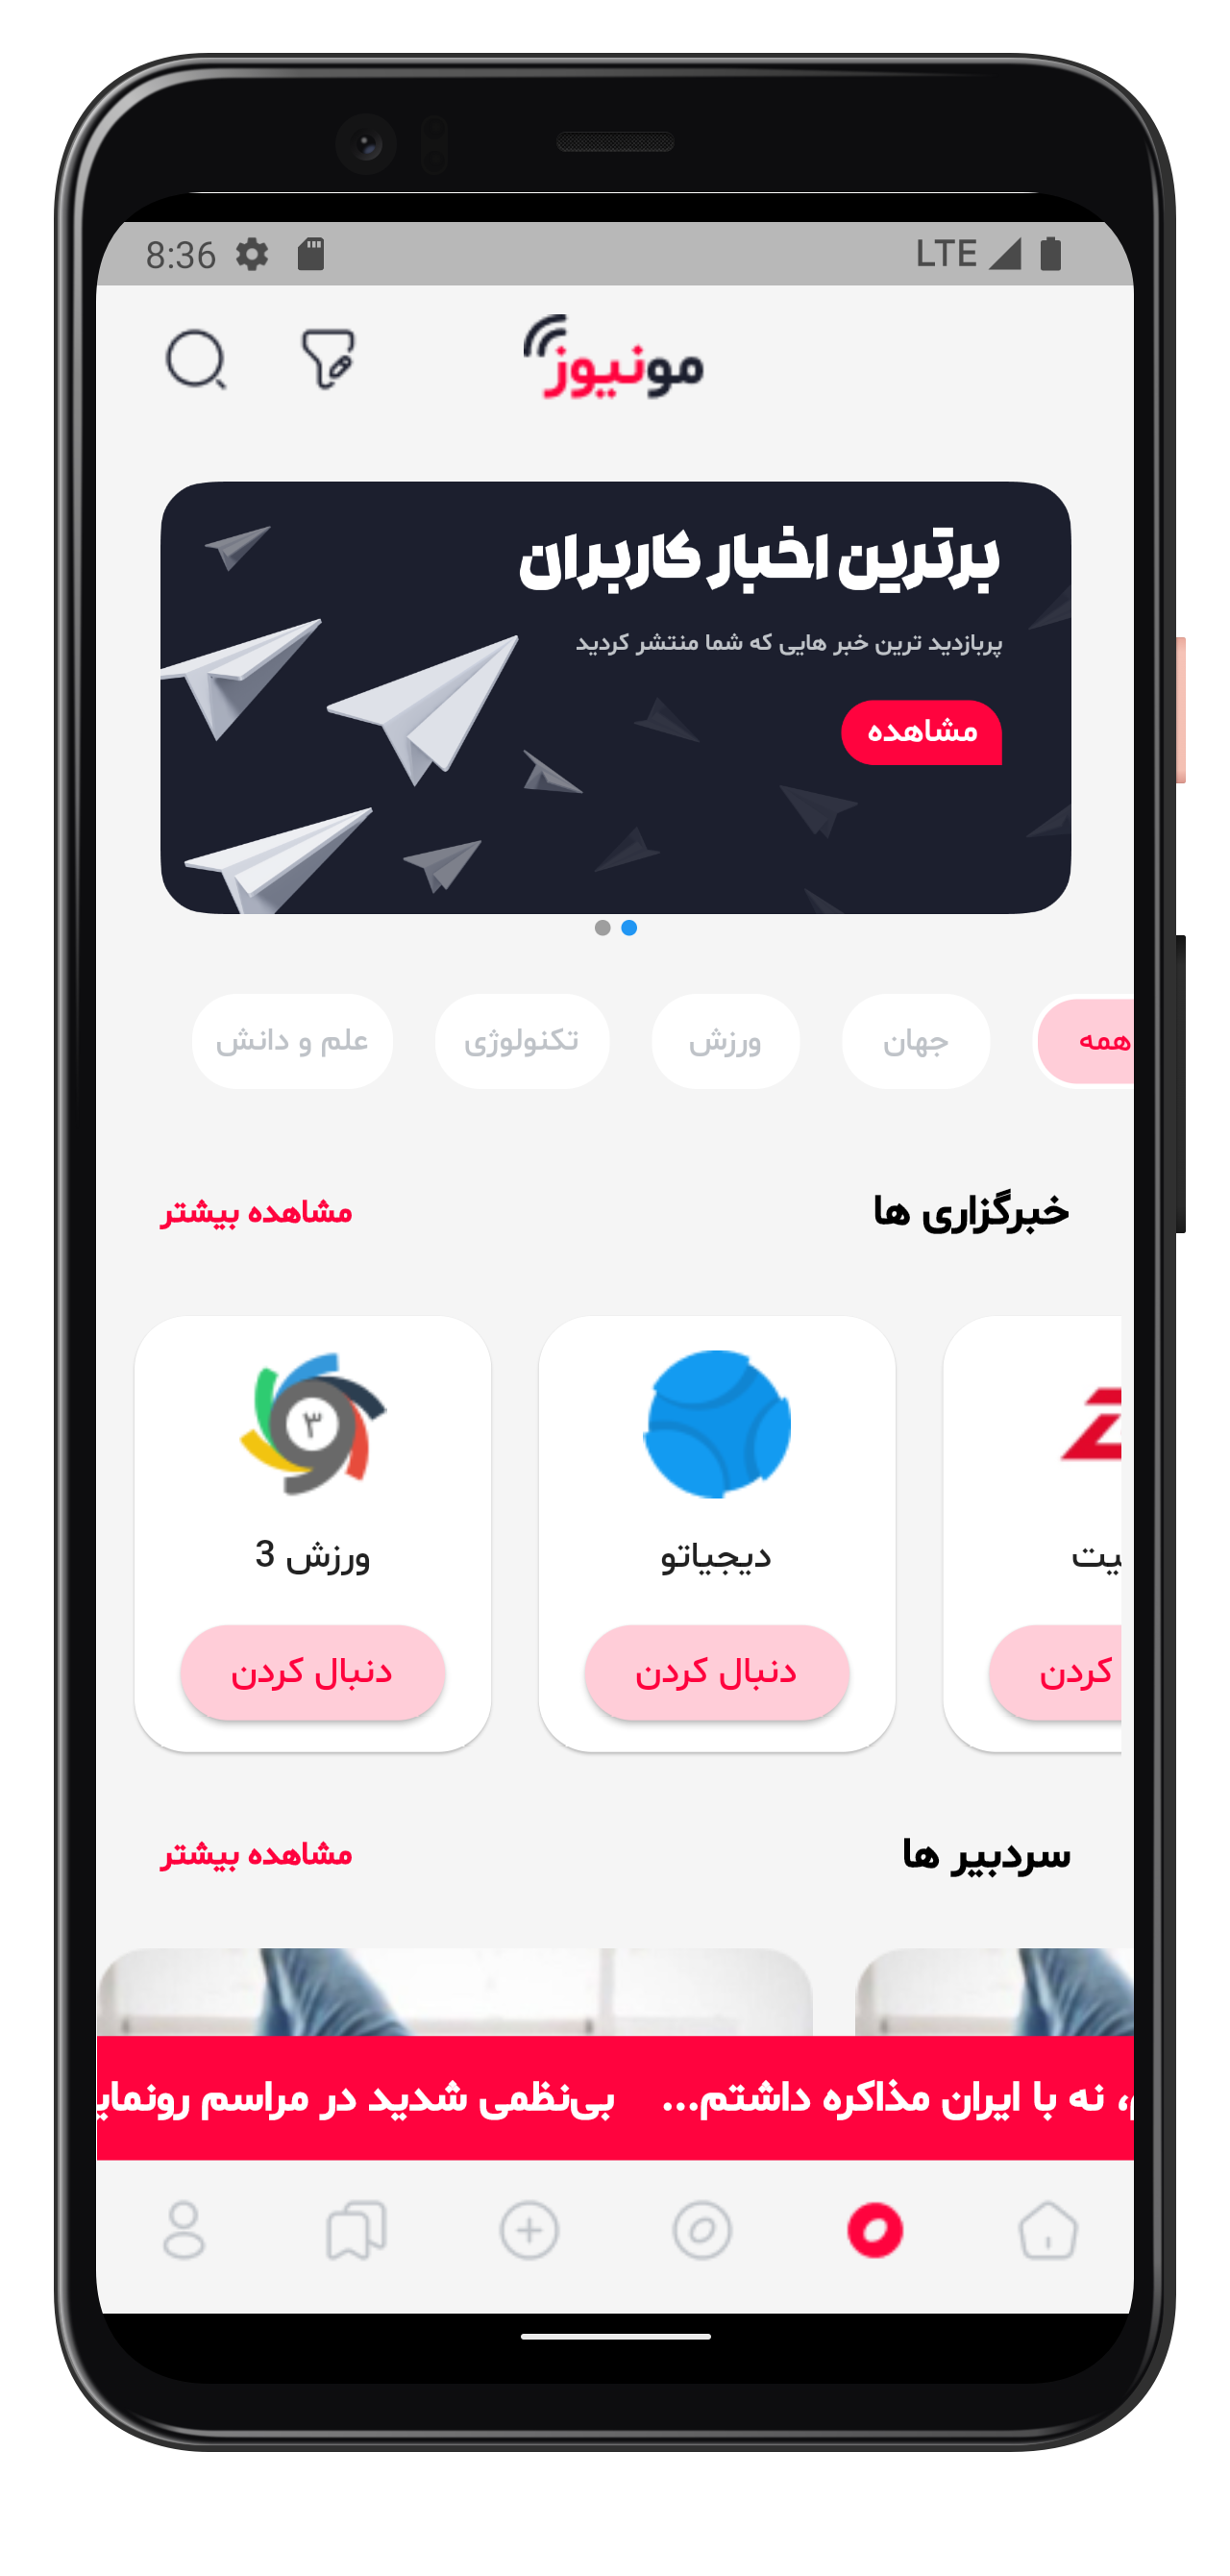 8:36 LTE
مونیوز
برترین اخبار کاربران
پربازدید ترین خبر هایی که شما منتشر کردید
مشاهده
همه جهان ورزش تکنولوژی علم و دانش
خبرگزاری ها مشاهده بیشتر
۳
یت دیجیاتو ورزش 3
کردن دنبال کردن دنبال کردن
سردبیر ها مشاهده بیشتر
، نه با ایران مذاکره داشتم... بی‌نظمی شدید در مراسم رونمای